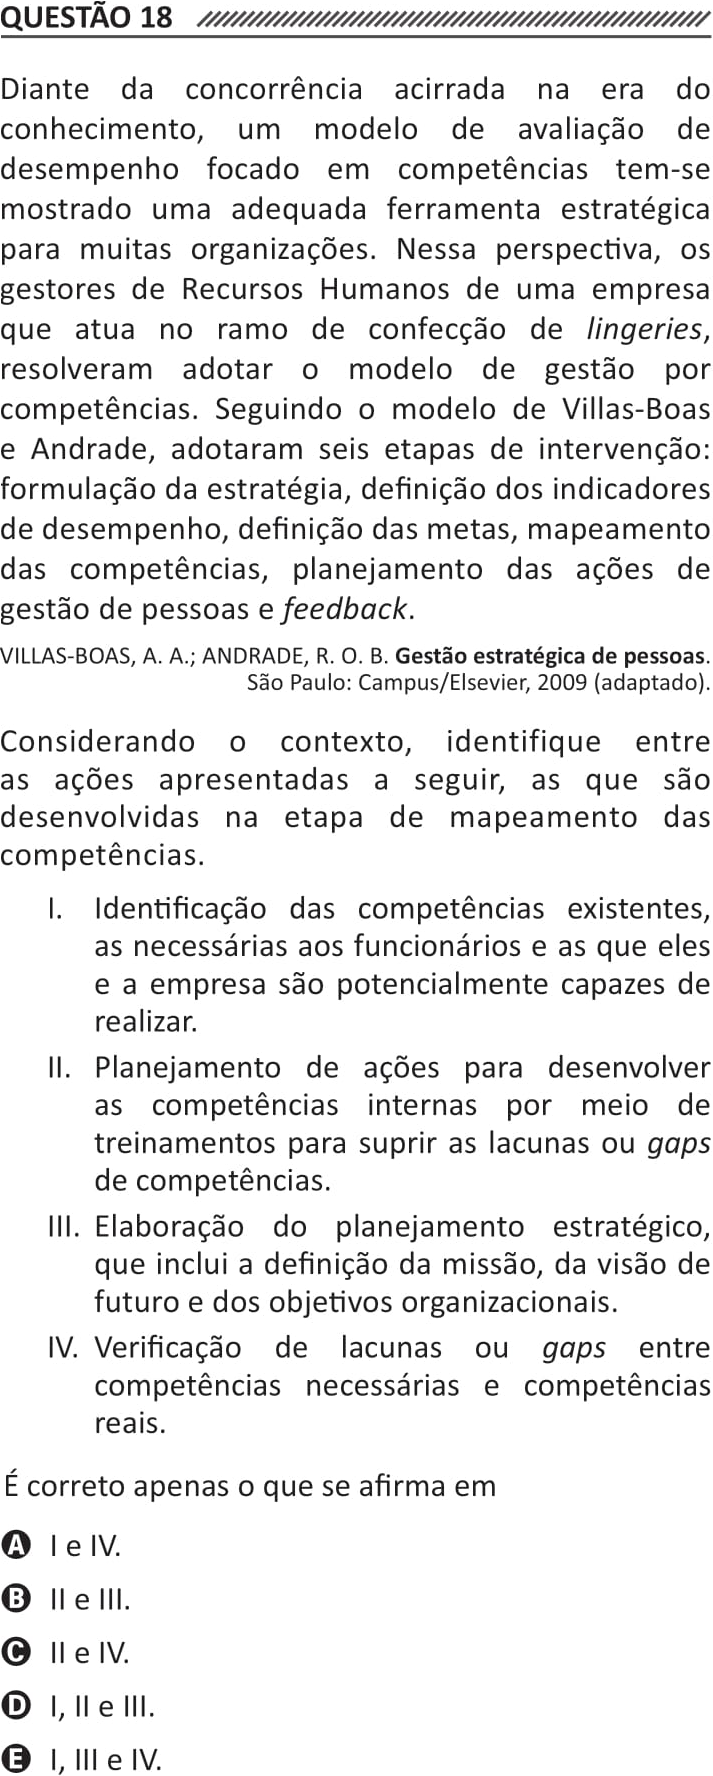 QUESTÃO 18
Diante da concorrência acirrada na era do
conhecimento, um modelo de avaliação de
desempenho focado em competências tem-se
mostrado uma adequada ferramenta estratégica
para muitas organizações. Nessa perspectiva, os
gestores de Recursos Humanos de uma empresa
que atua no ramo de confecção de lingeries,
resolveram adotar o modelo de gestão por
competências. Seguindo o modelo de Villas-Boas
e Andrade, adotaram seis etapas de intervenção:
formulação da estratégia, definição dos indicadores
de desempenho, definição das metas, mapeamento
das competências, planejamento das ações de
gestão de pessoas e feedback.
VILLAS-BOAS, A. A.; ANDRADE, R. O. B. Gestão estratégica de pessoas.
São Paulo: Campus/Elsevier, 2009 (adaptado).
Considerando o contexto, identifique entre
as ações apresentadas a seguir, as que são
desenvolvidas na etapa de mapeamento das
competências.
I. Identificação das competências existentes,
as necessárias aos funcionários e as que eles
e a empresa são potencialmente capazes de
realizar.
II. Planejamento de ações para desenvolver
as competências internas por meio de
treinamentos para suprir as lacunas ou gaps
de competências.
III. Elaboração do planejamento estratégico,
que inclui a definição da missão, da visão de
futuro e dos objetivos organizacionais.
IV. Verificação de lacunas ou gaps entre
competências necessárias e competências
reais.
É correto apenas o que se afirma em
A I e IV.
B II e III.
C II e IV.
D I, II e III.
E I, III e IV.